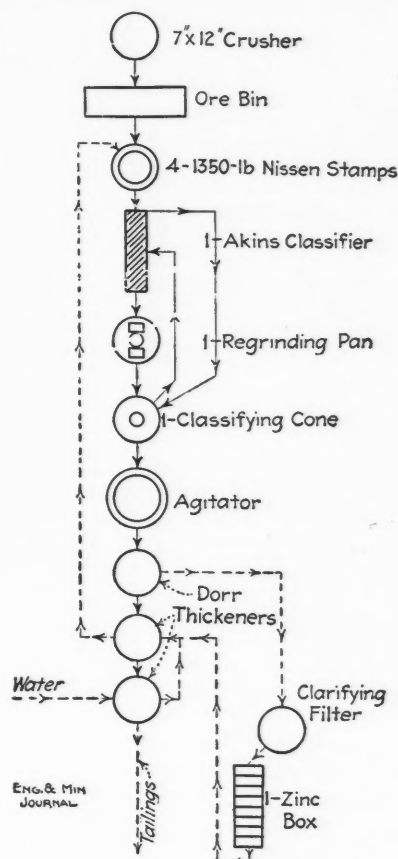 7"x12" Crusher
Ore Bin
4-1350-lb Nissen Stamps
1-Akins Classifier
1-Regrinding Pan
1-Classifying Cone
Agitator
Dorr
Thickeners
Water
Clarifying
Filter
ENG. & MIN
JOURNAL
Tailings
1-Zinc
Box